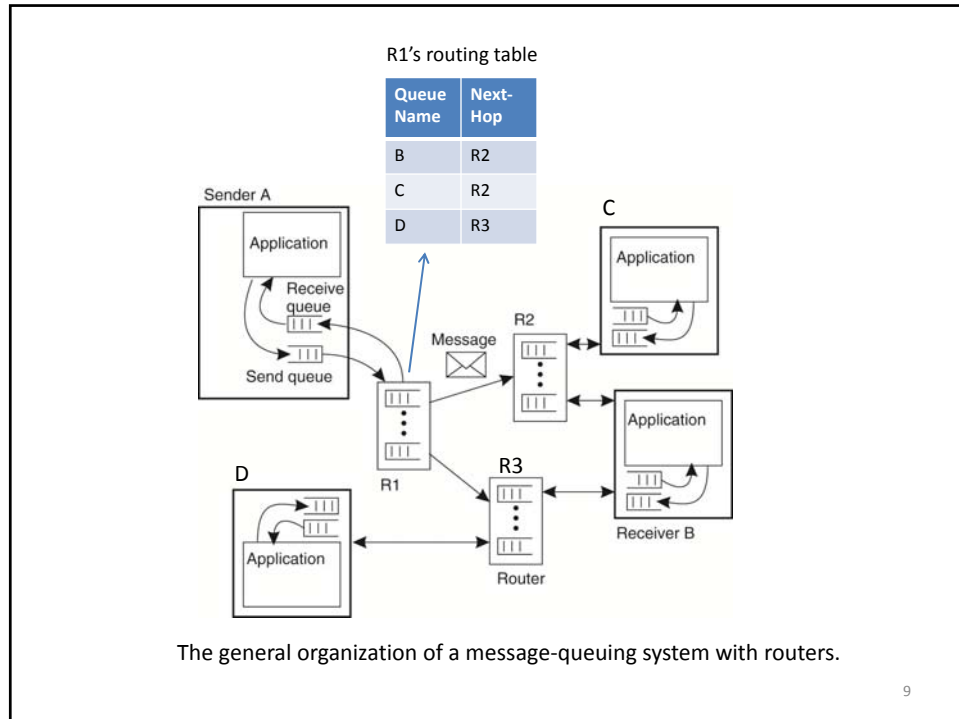 R1's routing table
Queue Name
Next-Hop
B
R2
C
R2
D
R3
Sender A
Application
Receive queue
Send queue
R1
Message
R2
C
Application
Application
Receiver B
R3
Router
D
Application
The general organization of a message-queuing system with routers.
9